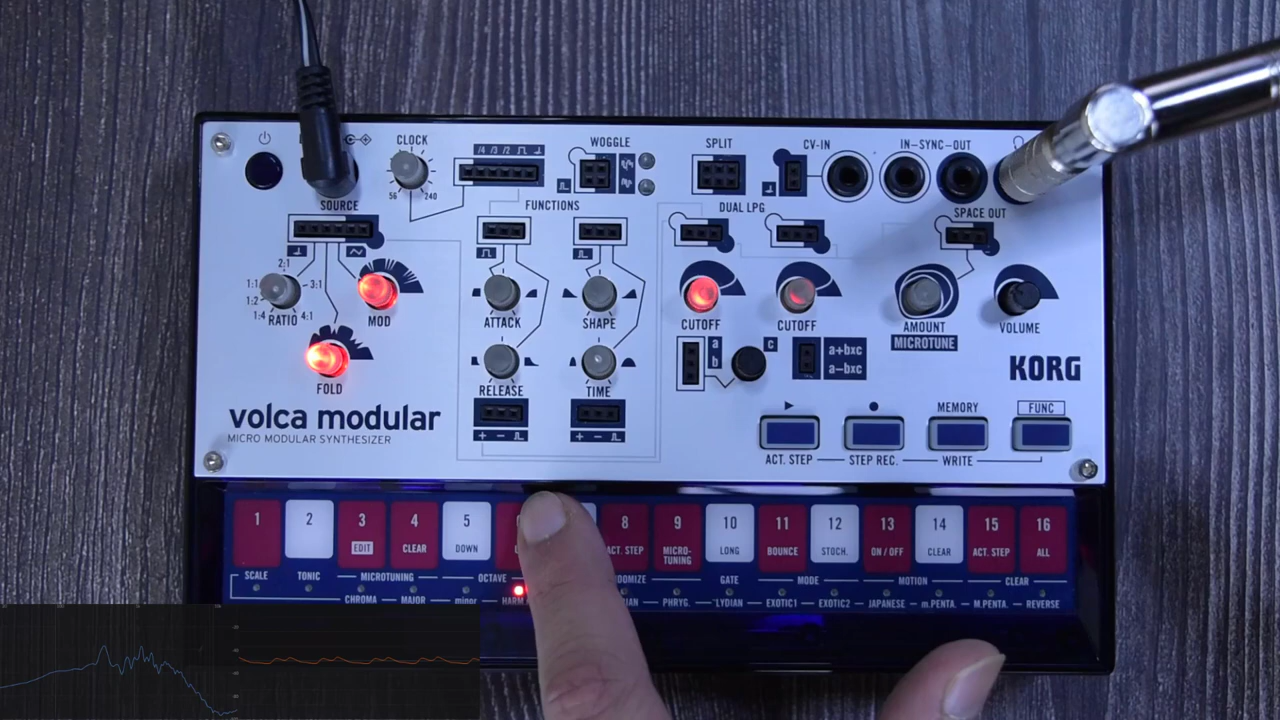 CLOCK
WOGGLE
SPLIT
CV-IN
IN-SYNC-OUT
/4 /3 /2
56 240
SOURCE
FUNCTIONS
DUAL LPG
SPACE OUT
2:1
1:1 3:1
1:2
1:4 RATIO 4:1
MOD
ATTACK
SHAPE
CUTOFF
CUTOFF
AMOUNT
MICROTUNE
VOLUME
a
b
c
a+bxc
a-bxc
FOLD
RELEASE
TIME
KORG
volca modular
MICRO MODULAR SYNTHESIZER
+ -
+ -
MEMORY
FUNC
ACT. STEP
STEP REC.
WRITE
1 2 3 4 5 8 9 10 11 12 13 14 15 16
EDIT CLEAR DOWN ACT. STEP MICRO-TUNING LONG BOUNCE STOCH. ON / OFF CLEAR ACT. STEP ALL
SCALE TONIC MICROTUNING OCTAVE GATE MODE MOTION CLEAR
CHROMA MAJOR minor PHRYG. LYDIAN EXOTIC1 EXOTIC2 JAPANESE m.PENTA. M.PENTA. REVERSE